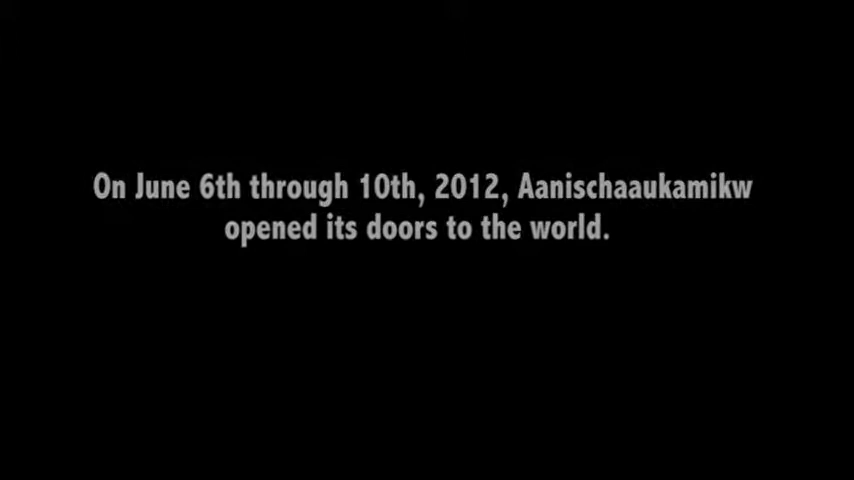 On June 6th through 10th, 2012, Aanischaaukamikw
opened its doors to the world.